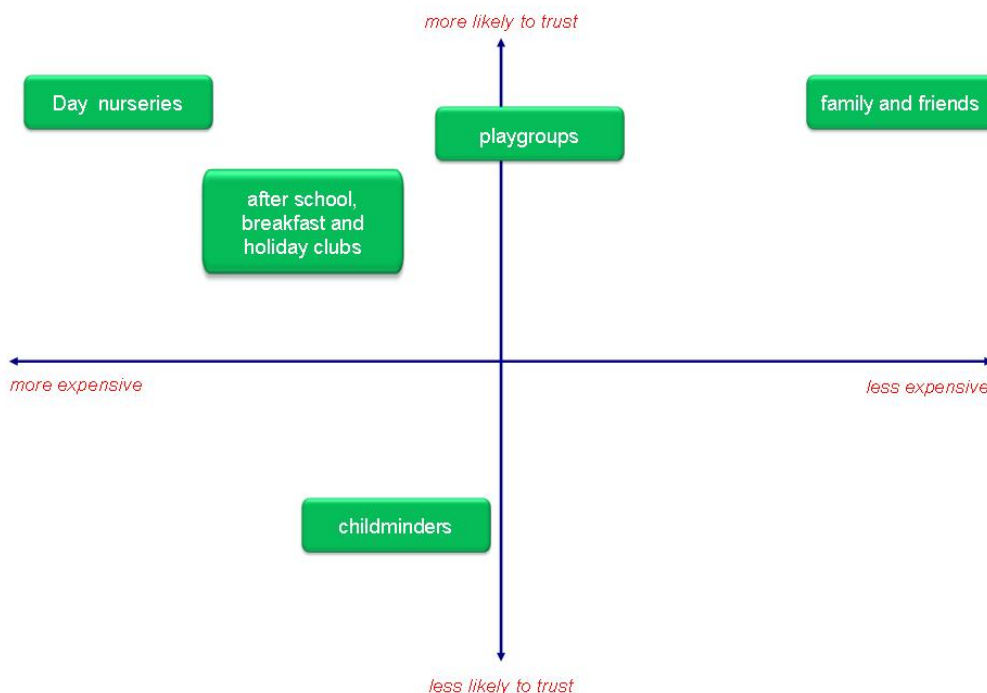 more likely to trust
Day nurseries
family and friends
playgroups
after school,
breakfast and
holiday clubs
more expensive
less expensive
childminders
less likely to trust